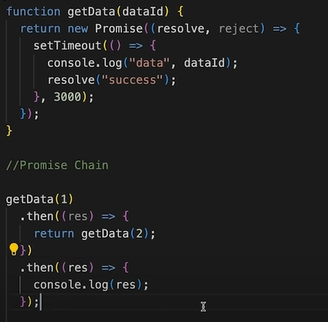 function getData(dataId) {
  return new Promise((resolve, reject) => {
    setTimeout(() => {
      console.log("data", dataId);
      resolve("success");
    }, 3000);
  });
}
//Promise Chain
getData(1)
  .then((res) => {
    return getData(2);
  })
  .then((res) => {
    console.log(res);
  });